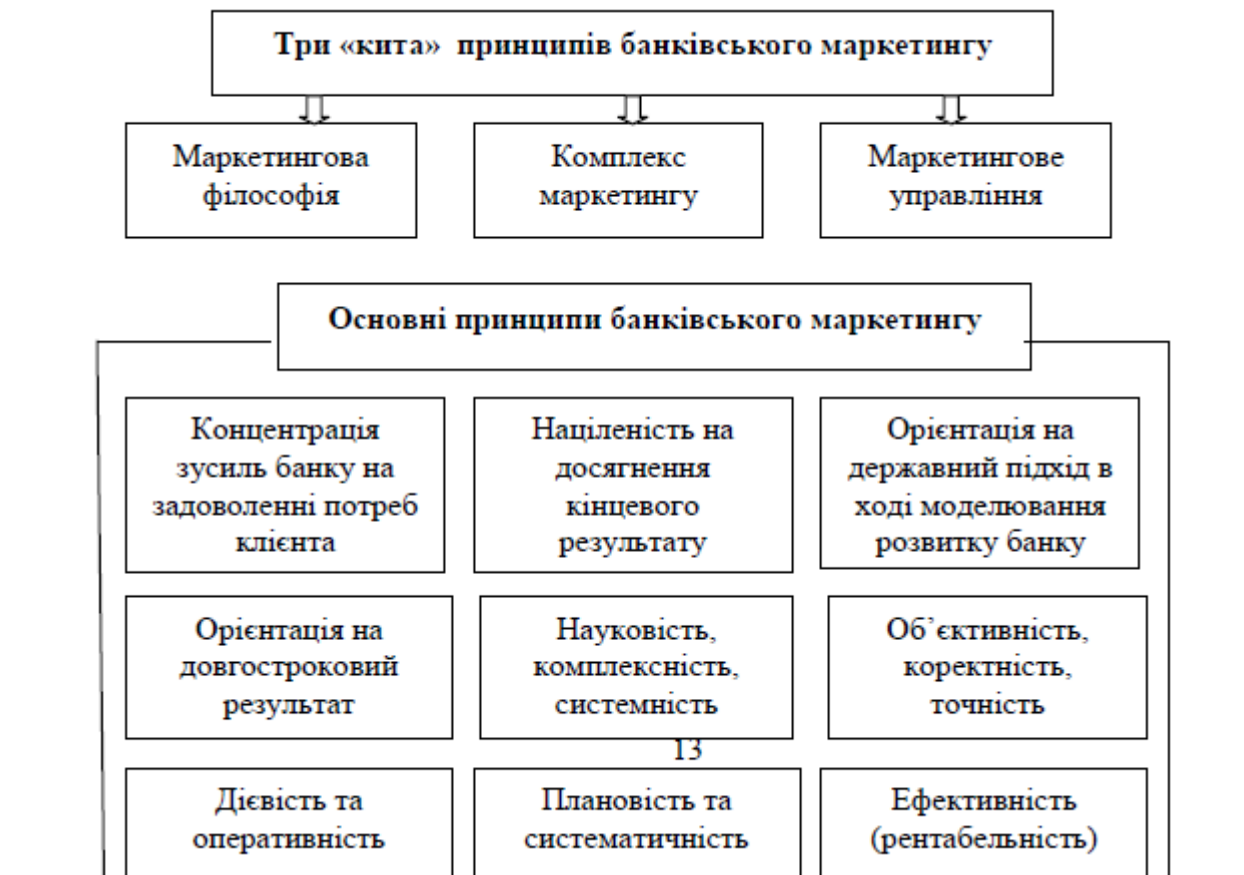 Три «кита» принципів банківського маркетингу
Маркетингова
філософія
Комплекс
маркетингу
Маркетингове
управління
Основні принципи банківського маркетингу
Концентрація
зусиль банку на
задоволенні потреб
клієнта
Націленість на
досягнення
кінцевого
результату
Орієнтація на
державний підхід в
ході моделювання
розвитку банку
Орієнтація на
довгостроковий
результат
Науковість,
комплексність,
системність
Об’єктивність,
коректність,
точність
13
Дієвість та
оперативність
Плановість та
систематичність
Ефективність
(рентабельність)